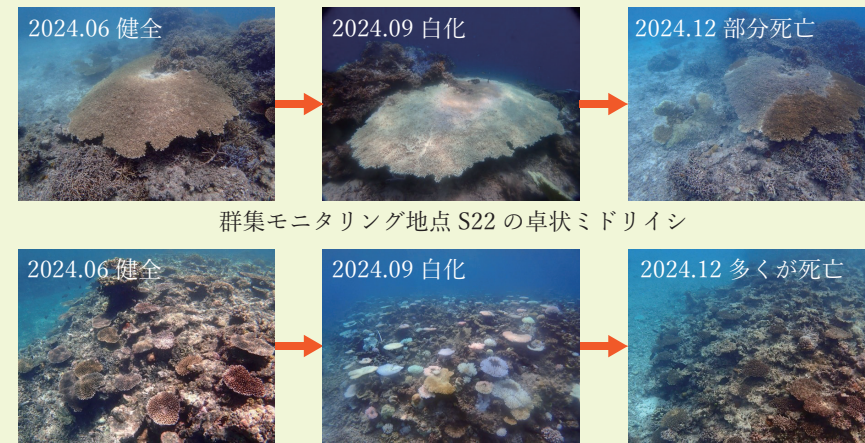 2024.06 健全
2024.09 白化
2024.12 部分死亡
群集モニタリング地点 S22 の卓状ミドリイシ
2024.06 健全
2024.09 白化
2024.12 多くが死亡